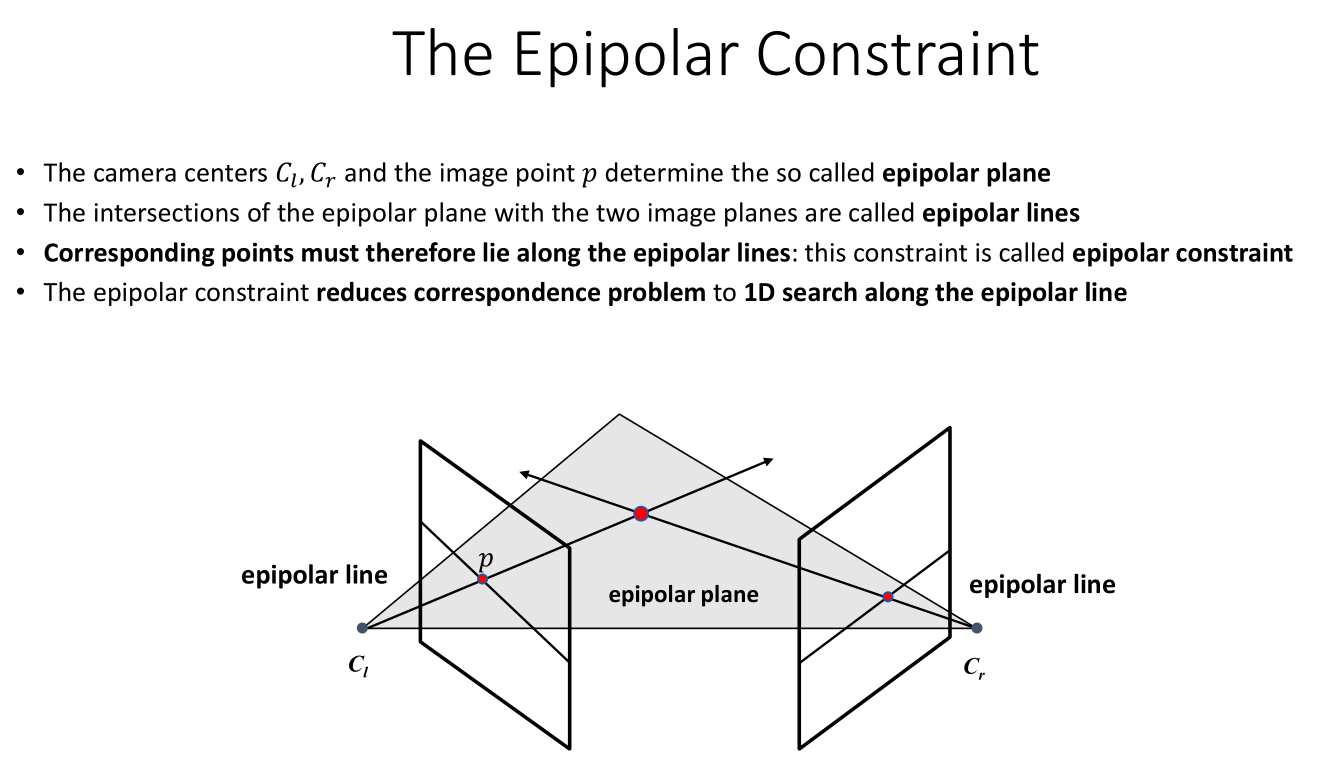 The Epipolar Constraint
• The camera centers C_l, C_r and the image point p determine the so called epipolar plane
• The intersections of the epipolar plane with the two image planes are called epipolar lines
• Corresponding points must therefore lie along the epipolar lines: this constraint is called epipolar constraint
• The epipolar constraint reduces correspondence problem to 1D search along the epipolar line
p
epipolar line
epipolar plane
epipolar line
C_l
C_r